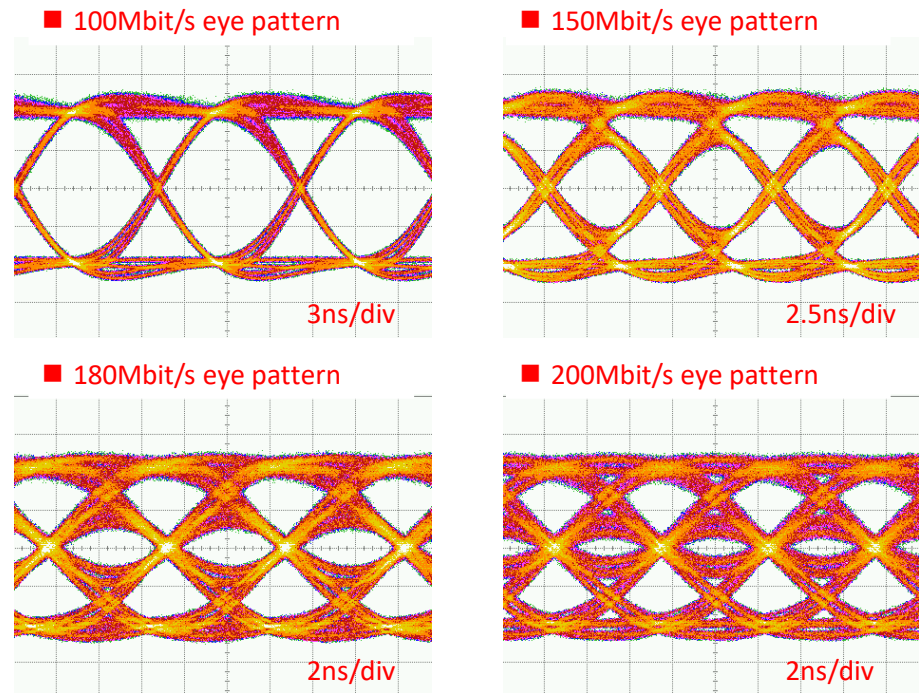 ■ 100Mbit/s eye pattern
■ 150Mbit/s eye pattern
3ns/div
2.5ns/div
■ 180Mbit/s eye pattern
■ 200Mbit/s eye pattern
2ns/div
2ns/div